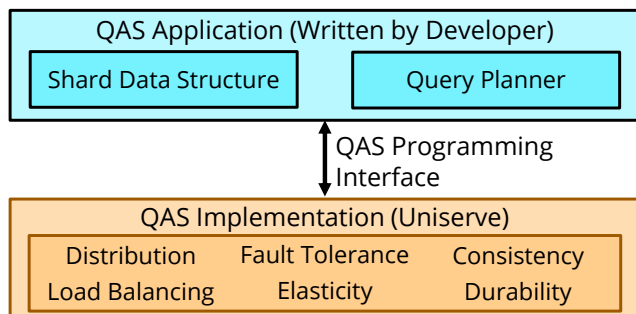 QAS Application (Written by Developer)
Shard Data Structure
Query Planner
QAS Programming
Interface
QAS Implementation (Uniserve)
Distribution Fault Tolerance Consistency
Load Balancing Elasticity Durability